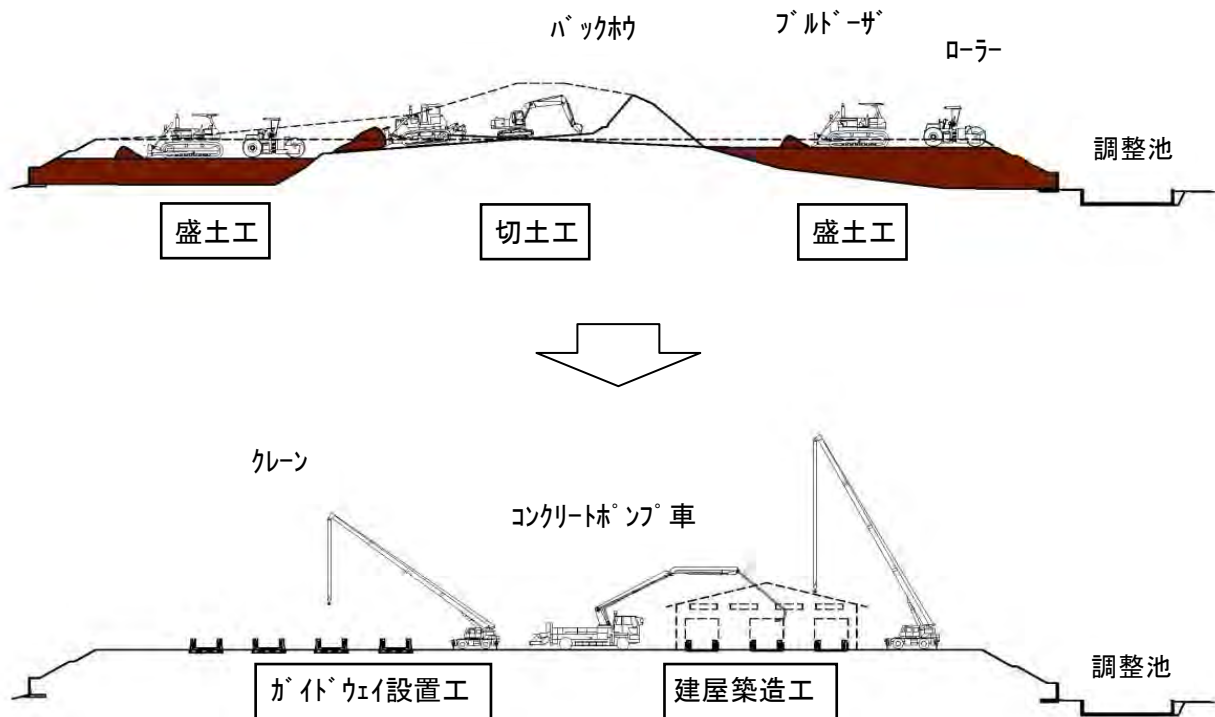 バックホウ
ブルドーザ
ローラー
調整池
盛土工
切土工
盛土工
クレーン
コンクリートポンプ車
ガイドウェイ設置工
建屋築造工
調整池